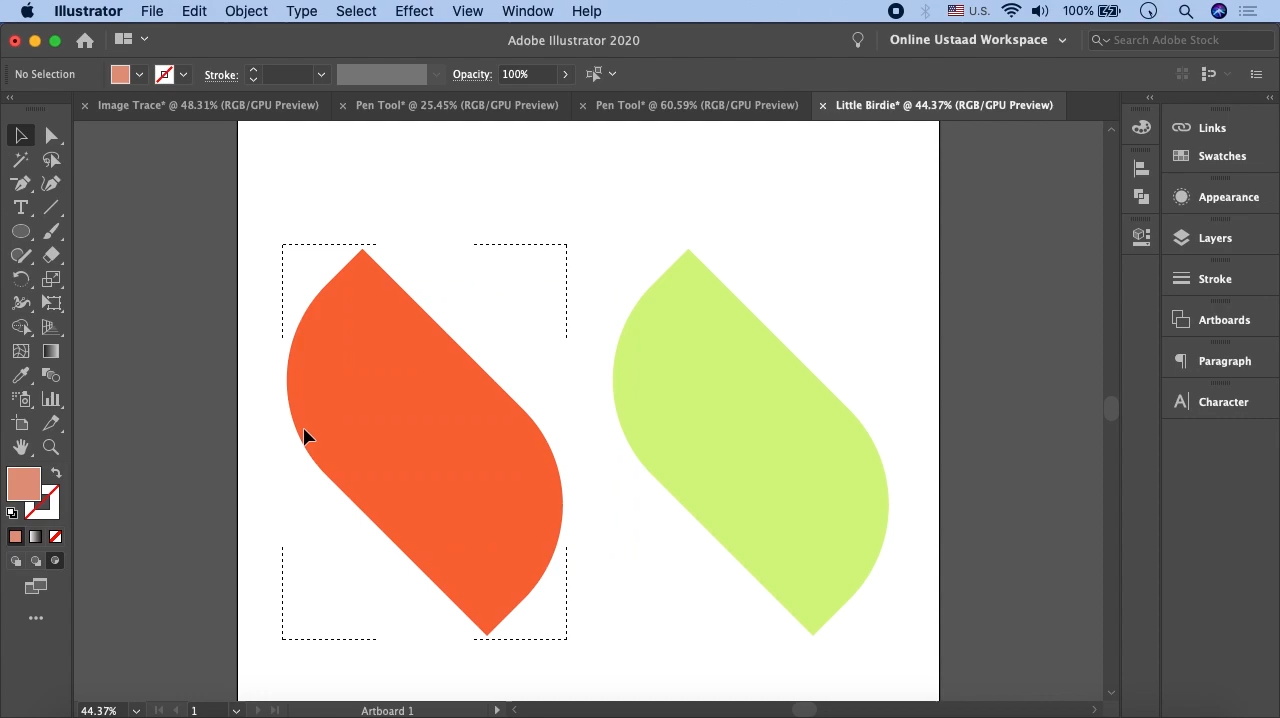 Illustrator File Edit Object Type Select Effect View Window Help U.S. 100%
Adobe Illustrator 2020
Online Ustaad Workspace
Search Adobe Stock
No Selection Stroke: Opacity: 100%
Image Trace* @ 48.31% (RGB/GPU Preview)
Pen Tool* @ 25.45% (RGB/GPU Preview)
Pen Tool* @ 60.59% (RGB/GPU Preview)
Little Birdie* @ 44.37% (RGB/GPU Preview)
Links
Swatches
Appearance
Layers
Stroke
Artboards
Paragraph
Character
44.37% 1 Artboard 1